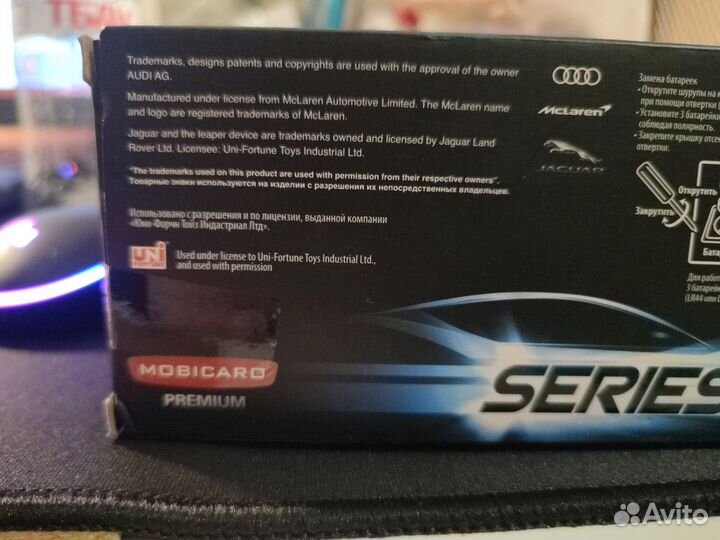 ТБО
Trademarks, designs patents and copyrights are used with the approval of the owner
AUDI AG.
Manufactured under license from McLaren Automotive Limited. The McLaren name
and logo are registered trademarks of McLaren.
Jaguar and the leaper device are trademarks owned and licensed by Jaguar Land
Rover Ltd. Licensee: Uni-Fortune Toys Industrial Ltd.
"The trademarks used on this product are used with permission from their respective owners".
Товарные знаки используются на изделии с разрешения их непосредственных владельцев.
Использовано с разрешения и по лицензии, выданной компании
«Юни-Форчн Тойз Индастриал Лтд».
UNi
FORTUNE
Used under license to Uni-Fortune Toys Industrial Ltd.,
and used with permission
McLaren
JAGUAR
Замена батареек
• Открутите шурупы на
при помощи отвертки
• Установите 3 батарейки
соблюдая полярность.
• Закрепите крышку
отвертки.
Открутить
Закрутить
Для
3 батарейки
(LR44 или
MOBICARO
PREMIUM
SERIES
Avito